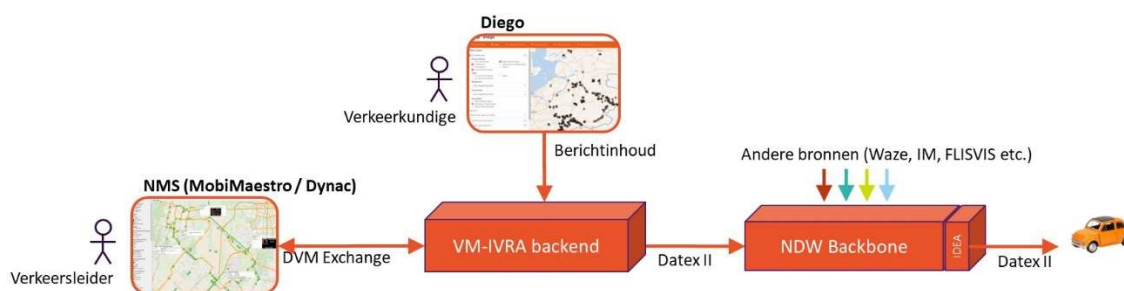 Diego
Verkeerkundige
Berichtinhoud
Andere bronnen (Waze, IM, FLISVIS etc.)
NMS (MobiMaestro / Dynac)
VM-IVRA backend
NDW Backbone
IDEA
DVM Exchange
Datex II
Datex II
Verkeersleider